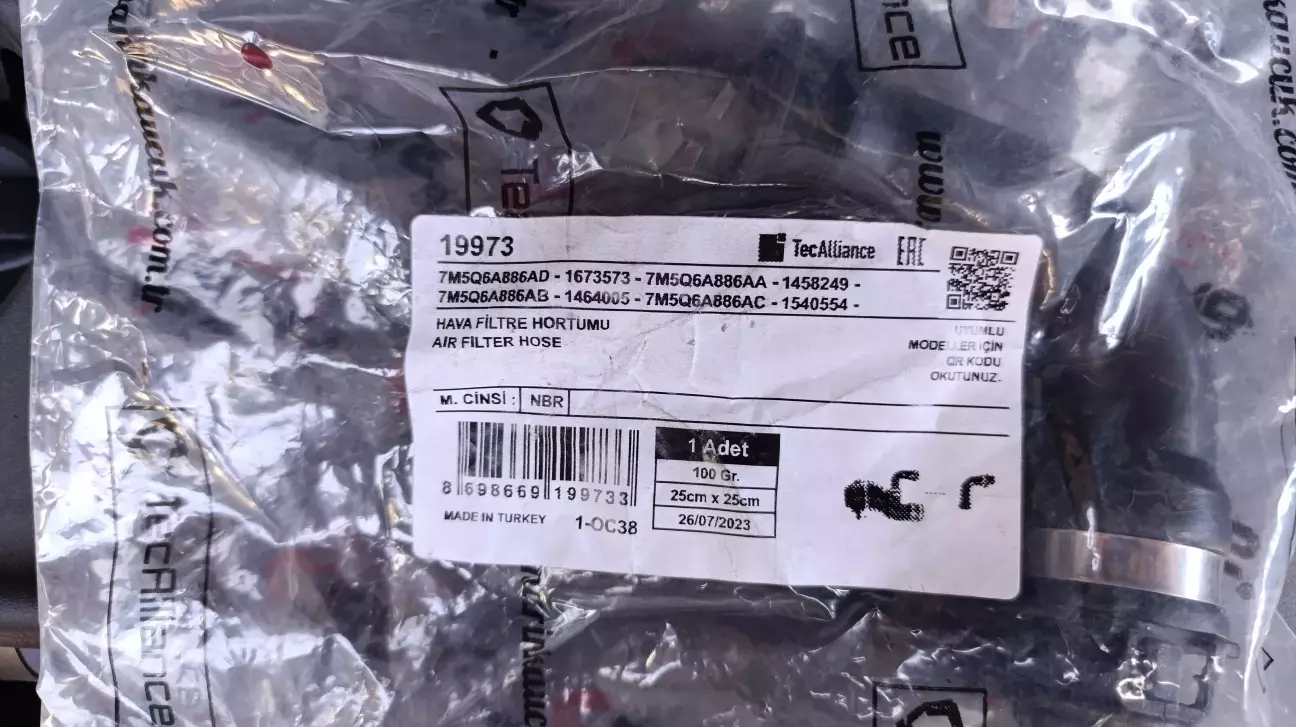 19973
TecAlliance
EAC
7M5Q6A886AD - 1673573 - 7M5Q6A886AA - 1458249 -
7M5Q6A886AB - 1464005 - 7M5Q6A886AC - 1540554 -
HAVA FİLTRE HORTUMU
AIR FILTER HOSE
UYUMLU
MODELLER İÇİN
QR KODU
OKUTUNUZ.
M. CİNSİ : NBR
1 Adet
100 Gr.
25cm x 25cm
26/07/2023
8 698669 199733
MADE IN TURKEY
1-OC38
TecAlliance
www